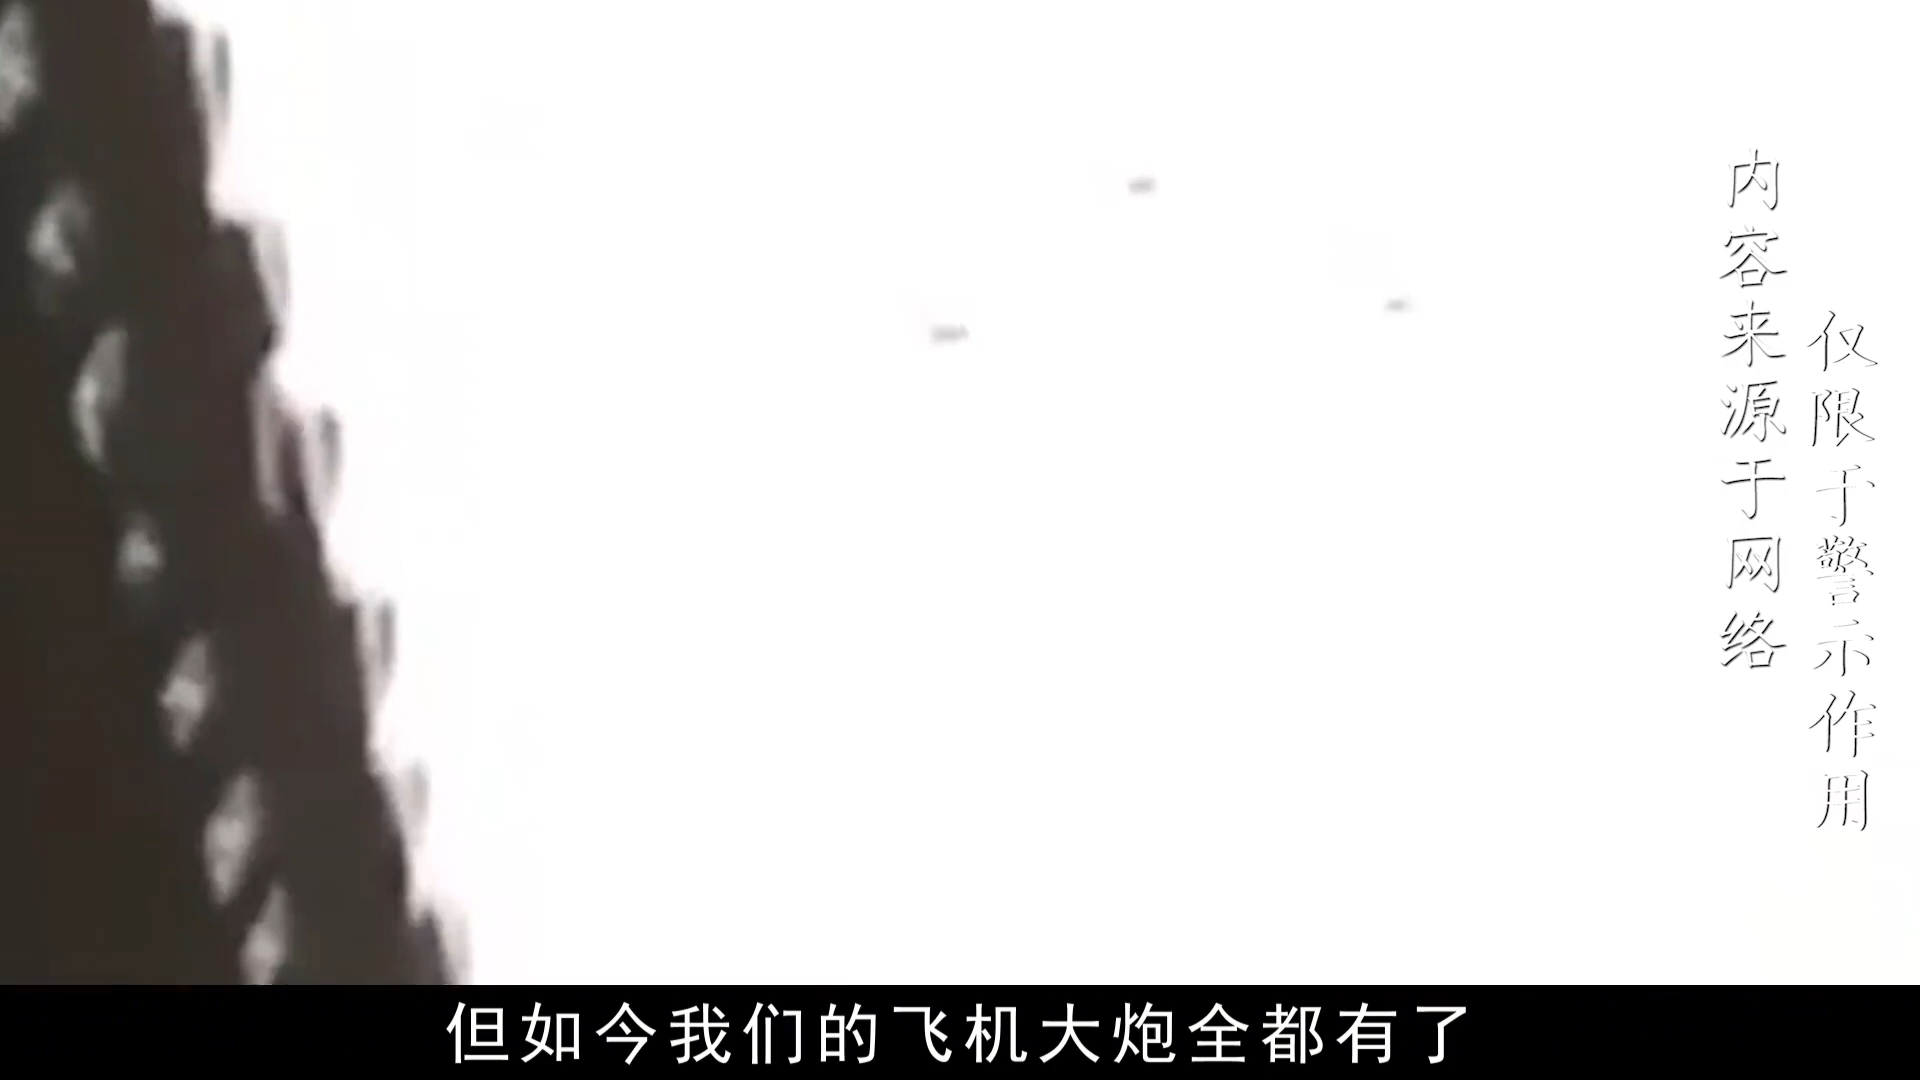 内容来源于网络
仅限于警示作用
但如今我们的飞机大炮全都有了